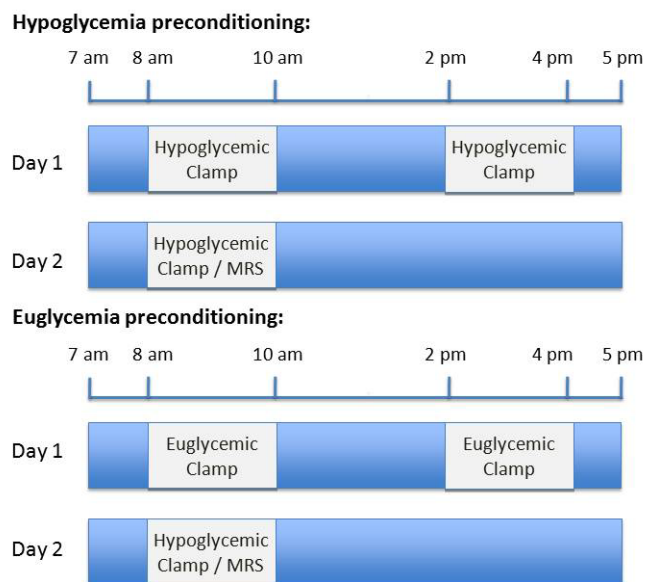 Hypoglycemia preconditioning:
7 am 8 am 10 am 2 pm 4 pm 5 pm
Day 1
Hypoglycemic
Clamp
Hypoglycemic
Clamp
Day 2
Hypoglycemic
Clamp / MRS
Euglycemia preconditioning:
7 am 8 am 10 am 2 pm 4 pm 5 pm
Day 1
Euglycemic
Clamp
Euglycemic
Clamp
Day 2
Hypoglycemic
Clamp / MRS